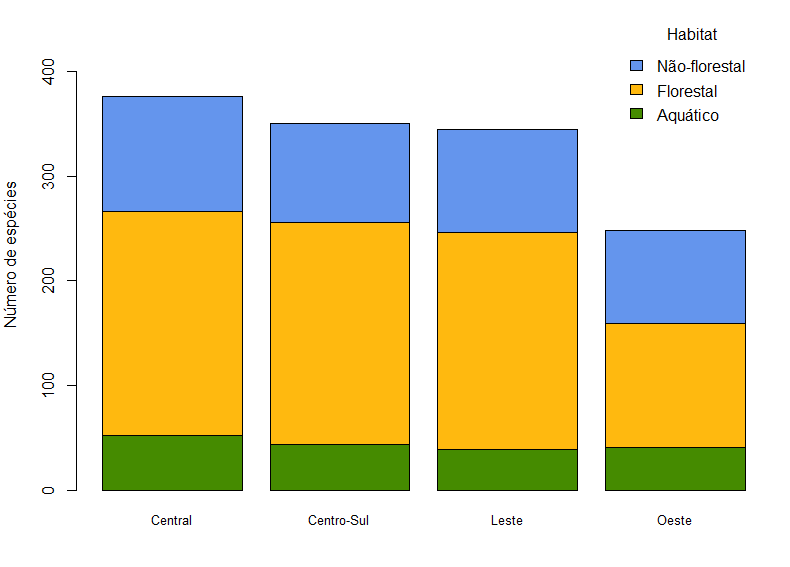 Habitat
Não-florestal
Florestal
Aquático
Número de espécies
400
300
200
100
0
Central
Centro-Sul
Leste
Oeste